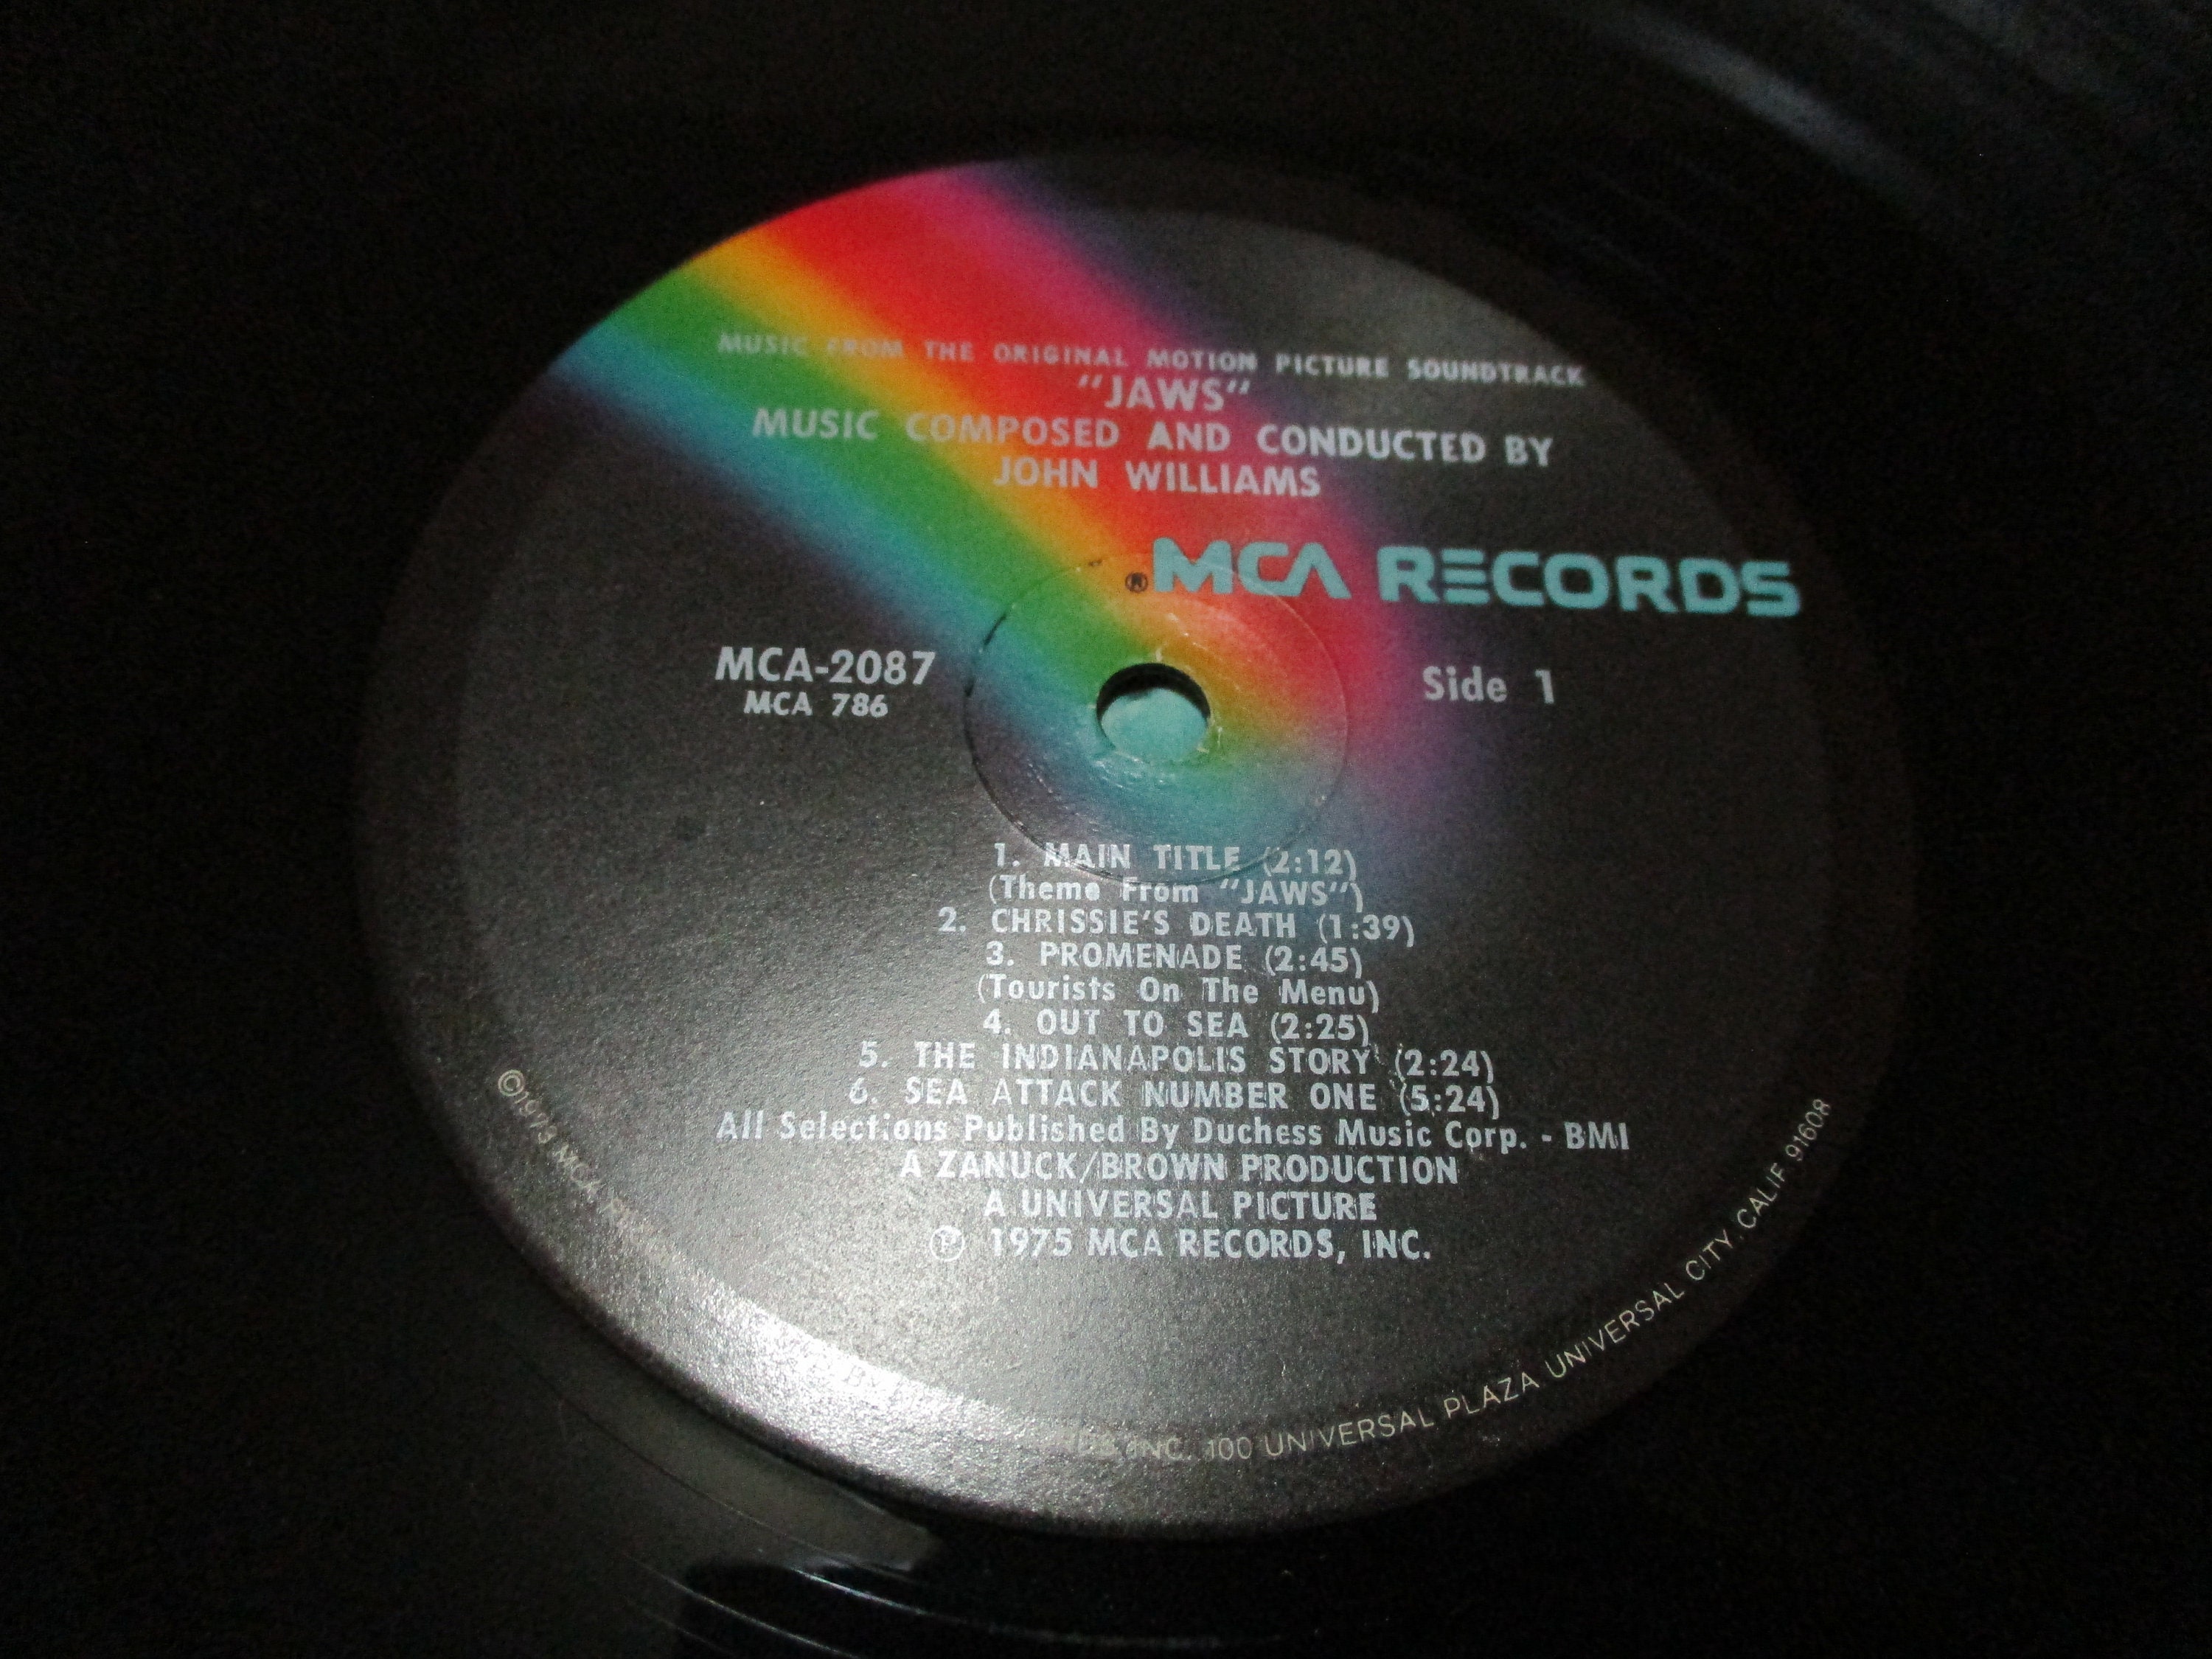 MUSIC FROM THE ORIGINAL MOTION PICTURE SOUNDTRACK
"JAWS"
MUSIC COMPOSED AND CONDUCTED BY
JOHN WILLIAMS
® MCA RECORDS
MCA-2087
MCA 786
Side 1
1. MAIN TITLE (2:12)
(Theme From "JAWS")
2. CHRISSIE'S DEATH (1:39)
3. PROMENADE (2:45)
(Tourists On The Menu)
4. OUT TO SEA (2:25)
5. THE INDIANAPOLIS STORY (2:24)
6. SEA ATTACK NUMBER ONE (5:24)
All Selections Published By Duchess Music Corp. - BMI
A ZANUCK/BROWN PRODUCTION
A UNIVERSAL PICTURE
℗ 1975 MCA RECORDS, INC.
©1973 MCA INC. 100 UNIVERSAL PLAZA UNIVERSAL CITY, CALIF 91608